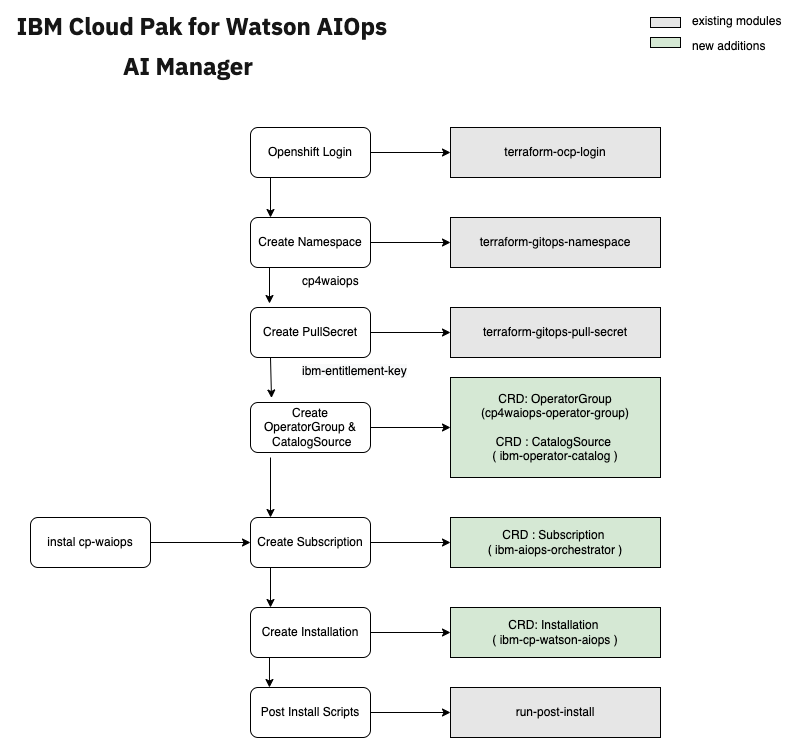 IBM Cloud Pak for Watson AIOps
AI Manager
existing modules
new additions
Openshift Login
terraform-ocp-login
Create Namespace
terraform-gitops-namespace
cp4waiops
Create PullSecret
terraform-gitops-pull-secret
ibm-entitlement-key
Create
OperatorGroup &
CatalogSource
CRD: OperatorGroup
(cp4waiops-operator-group)
CRD : CatalogSource
( ibm-operator-catalog )
instal cp-waiops
Create Subscription
CRD : Subscription
( ibm-aiops-orchestrator )
Create Installation
CRD: Installation
( ibm-cp-watson-aiops )
Post Install Scripts
run-post-install